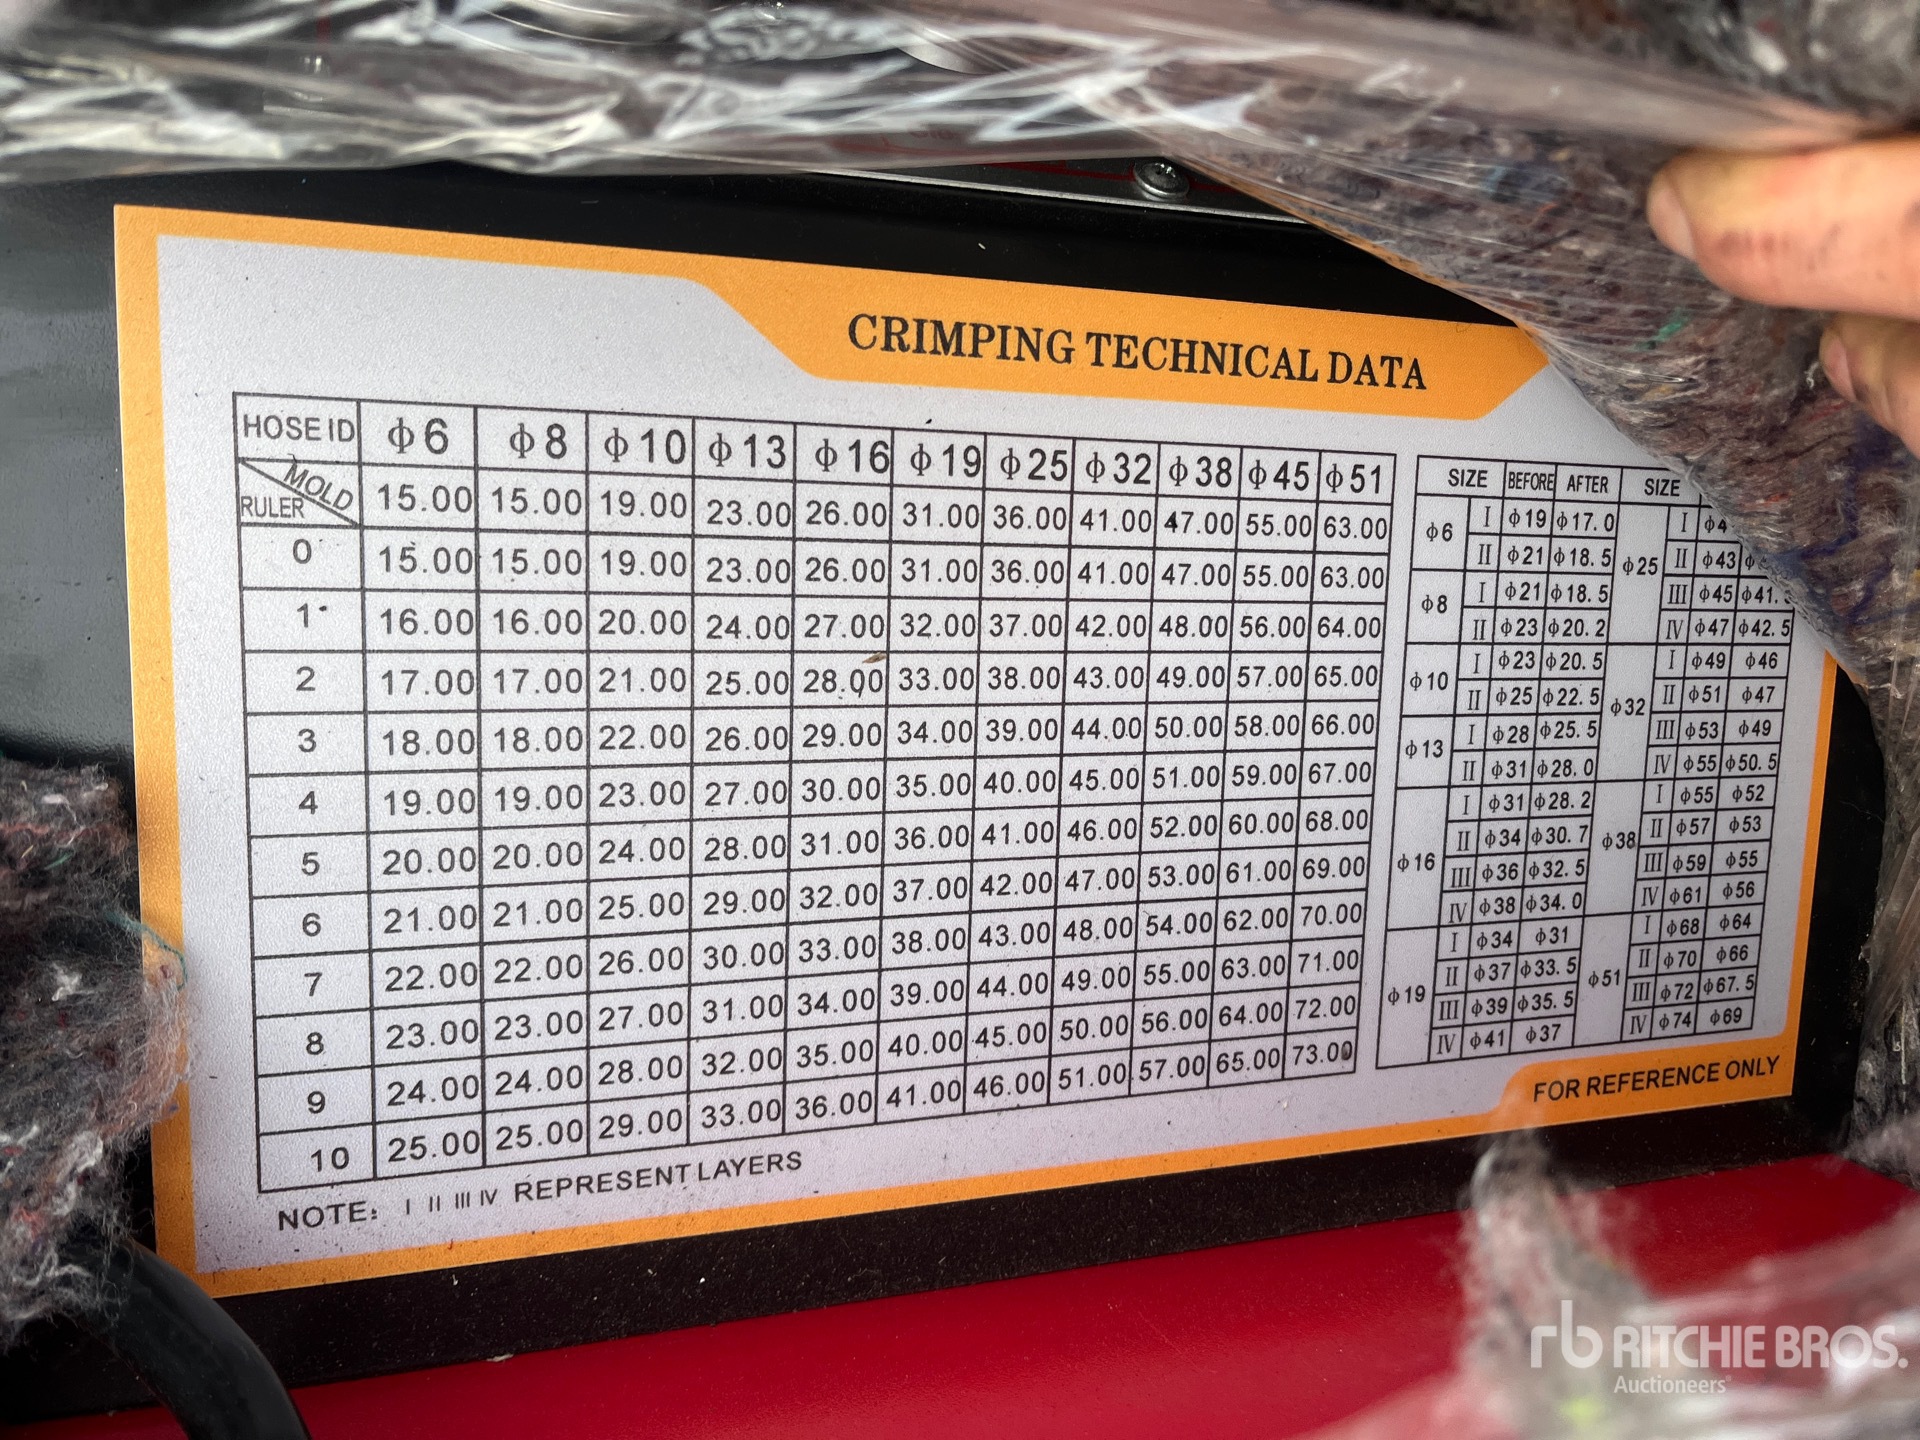 CRIMPING TECHNICAL DATA
HOSE ID ϕ6 ϕ8 ϕ10 ϕ13 ϕ16 ϕ19 ϕ25 ϕ32 ϕ38 ϕ45 ϕ51
MOLD RULER 15.00 15.00 19.00 23.00 26.00 31.00 36.00 41.00 47.00 55.00 63.00
0 15.00 15.00 19.00 23.00 26.00 31.00 36.00 41.00 47.00 55.00 63.00
1 16.00 16.00 20.00 24.00 27.00 32.00 37.00 42.00 48.00 56.00 64.00
2 17.00 17.00 21.00 25.00 28.00 33.00 38.00 43.00 49.00 57.00 65.00
3 18.00 18.00 22.00 26.00 29.00 34.00 39.00 44.00 50.00 58.00 66.00
4 19.00 19.00 23.00 27.00 30.00 35.00 40.00 45.00 51.00 59.00 67.00
5 20.00 20.00 24.00 28.00 31.00 36.00 41.00 46.00 52.00 60.00 68.00
6 21.00 21.00 25.00 29.00 32.00 37.00 42.00 47.00 53.00 61.00 69.00
7 22.00 22.00 26.00 30.00 33.00 38.00 43.00 48.00 54.00 62.00 70.00
8 23.00 23.00 27.00 31.00 34.00 39.00 44.00 49.00 55.00 63.00 71.00
9 24.00 24.00 28.00 32.00 35.00 40.00 45.00 50.00 56.00 64.00 72.00
10 25.00 25.00 29.00 33.00 36.00 41.00 46.00 51.00 57.00 65.00 73.00
NOTE: I II III IV REPRESENT LAYERS
SIZE BEFORE AFTER SIZE
ϕ6 I ϕ19 ϕ17.0 ϕ25 I
II ϕ21 ϕ18.5 II ϕ43
ϕ8 I ϕ21 ϕ18.5 III ϕ45
II ϕ23 ϕ20.2 IV ϕ47 ϕ42.5
ϕ10 I ϕ23 ϕ20.5 ϕ32 I ϕ49 ϕ46
II ϕ25 ϕ22.5 II ϕ51 ϕ47
ϕ13 I ϕ28 ϕ25.5 III ϕ53 ϕ49
II ϕ31 ϕ28.0 IV ϕ55 ϕ50.5
ϕ16 I ϕ31 ϕ28.2 ϕ38 I ϕ55 ϕ52
II ϕ34 ϕ30.7 II ϕ57 ϕ53
III ϕ36 ϕ32.5 III ϕ59 ϕ55
IV ϕ38 ϕ34.0 IV ϕ61 ϕ56
ϕ19 I ϕ34 ϕ31 ϕ51 I ϕ68 ϕ64
II ϕ37 ϕ33.5 II ϕ70 ϕ66
III ϕ39 ϕ35.5 III ϕ72 ϕ67.5
IV ϕ41 ϕ37 IV ϕ74 ϕ69
FOR REFERENCE ONLY
rb RITCHIE BROS.
Auctioneers